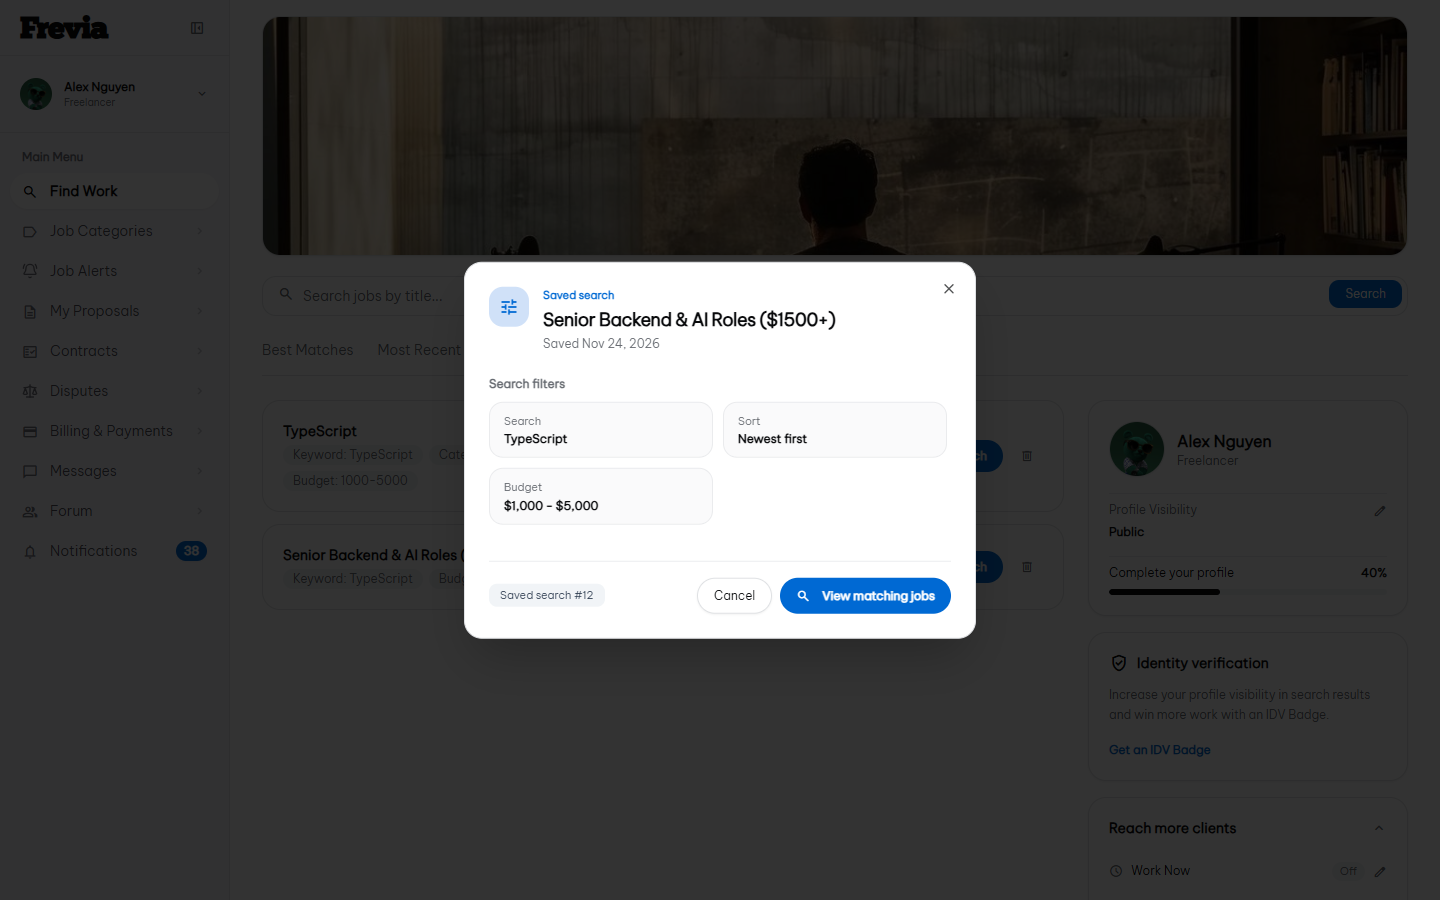 Frevia
Alex Nguyen
Freelancer
Main Menu
Find Work
Job Categories
Job Alerts
My Proposals
Contracts
Disputes
Billing & Payments
Messages
Forum
Notifications
38
Search jobs by title...
Search
Best Matches
Most Recent
TypeScript
Keyword: TypeScript
Budget: 1000-5000
Senior Backend & AI Roles (
Keyword: TypeScript
Saved search
Senior Backend & AI Roles ($1500+)
Saved Nov 24, 2026
Search filters
Search
TypeScript
Sort
Newest first
Budget
$1,000 - $5,000
Saved search #12
Cancel
View matching jobs
Alex Nguyen
Freelancer
Profile Visibility
Public
Complete your profile
40%
Identity verification
Increase your profile visibility in search results
and win more work with an IDV Badge.
Get an IDV Badge
Reach more clients
Work Now
Off